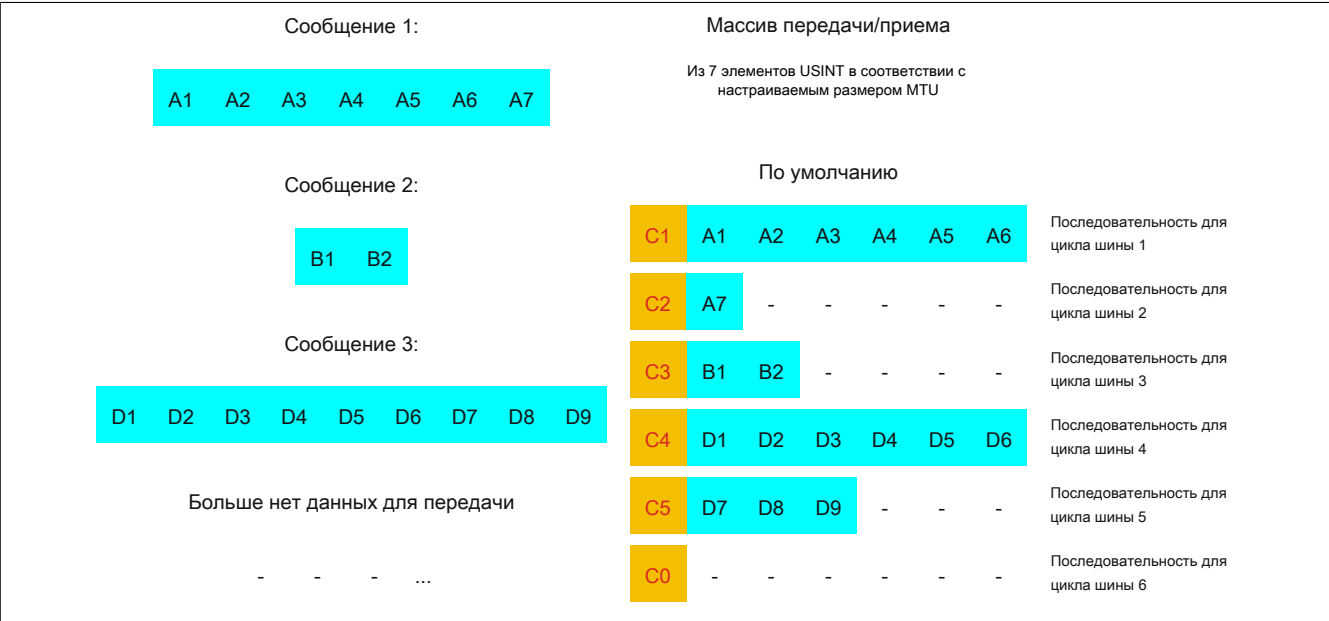 Сообщение 1:
A1 A2 A3 A4 A5 A6 A7
Сообщение 2:
B1 B2
Сообщение 3:
D1 D2 D3 D4 D5 D6 D7 D8 D9
Больше нет данных для передачи
- - - ...
Массив передачи/приема
Из 7 элементов USINT в соответствии с
настраиваемым размером MTU
По умолчанию
C1 A1 A2 A3 A4 A5 A6
Последовательность для
цикла шины 1
C2 A7 - - - - -
Последовательность для
цикла шины 2
C3 B1 B2 - - - -
Последовательность для
цикла шины 3
C4 D1 D2 D3 D4 D5 D6
Последовательность для
цикла шины 4
C5 D7 D8 D9 - - -
Последовательность для
цикла шины 5
C0 - - - - - -
Последовательность для
цикла шины 6